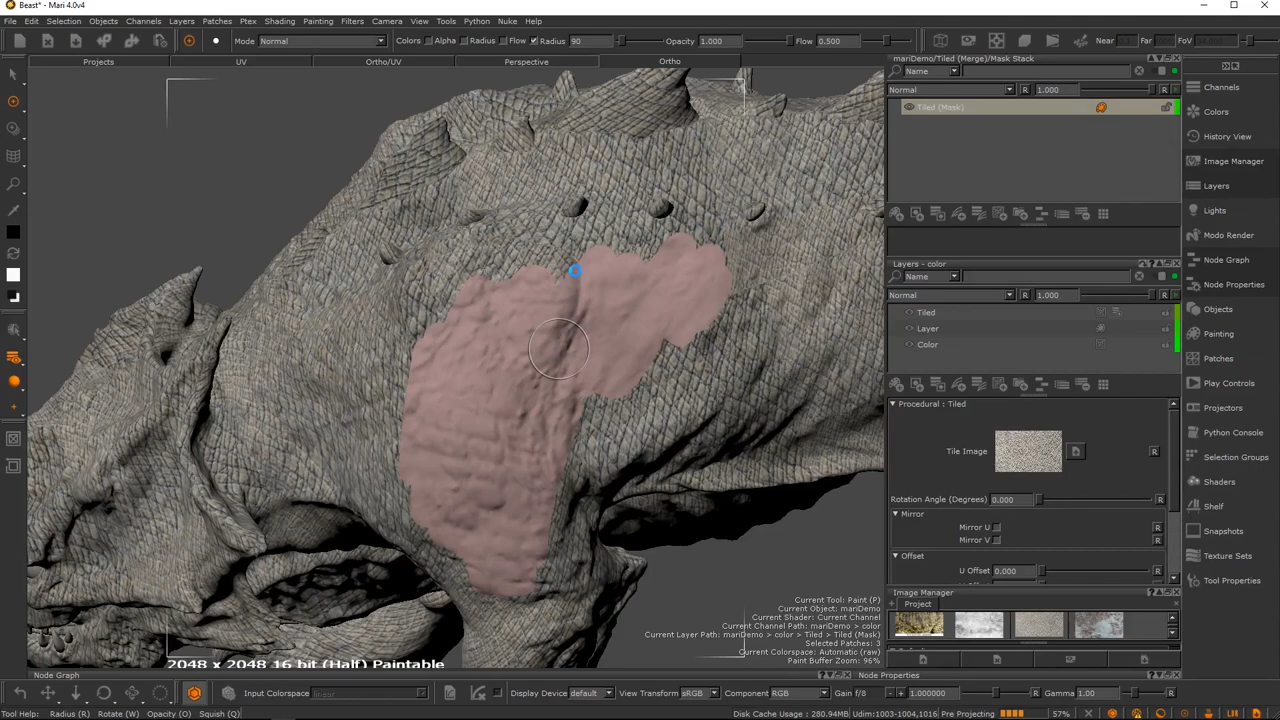 Beast* - Mari 4.0v4
File Edit Selection Objects Channels Layers Patches Ptex Shading Painting Filters Camera View Tools Python Nuke Help
Mode Normal Colors Alpha Radius Flow Radius 90 Opacity 1.000 Flow 0.500 Near Far FoV
Projects UV Ortho/UV Perspective Ortho
mariDemo/Tiled (Merge)/Mask Stack
Name
Normal R 1.000 R
Tiled (Mask)
Layers - color
Name
Normal R 1.000 R
Tiled
Layer
Color
Procedural : Tiled
Tile Image R
Rotation Angle (Degrees) 0.000 R
Mirror
Mirror U R
Mirror V R
Offset
U Offset 0.000
Image Manager
Project
Channels
Colors
History View
Image Manager
Layers
Lights
Modo Render
Node Graph
Node Properties
Objects
Painting
Patches
Play Controls
Projectors
Python Console
Selection Groups
Shaders
Shelf
Snapshots
Texture Sets
Tool Properties
Current Tool: Paint (P)
Current Object: mariDemo
Current Shader: Current Channel
Current Channel Path: mariDemo > color
Current Layer Path: mariDemo > color > Tiled > Tiled (Mask)
Selected Patches: 3
Current Colorspace: Automatic (raw)
Paint Buffer Zoom: 96%
2048 x 2048 16 bit (Half) Paintable
Node Graph Node Properties
Input Colorspace linear Display Device default View Transform sRGB Component RGB Gain f/8 - + 1.000000 R Gamma 1.00 R
Tool Help: Radius (R) Rotate (W) Opacity (O) Squish (Q) Disk Cache Usage : 280.94MB Udim:1003-1004,1016 Pre Projecting 57%